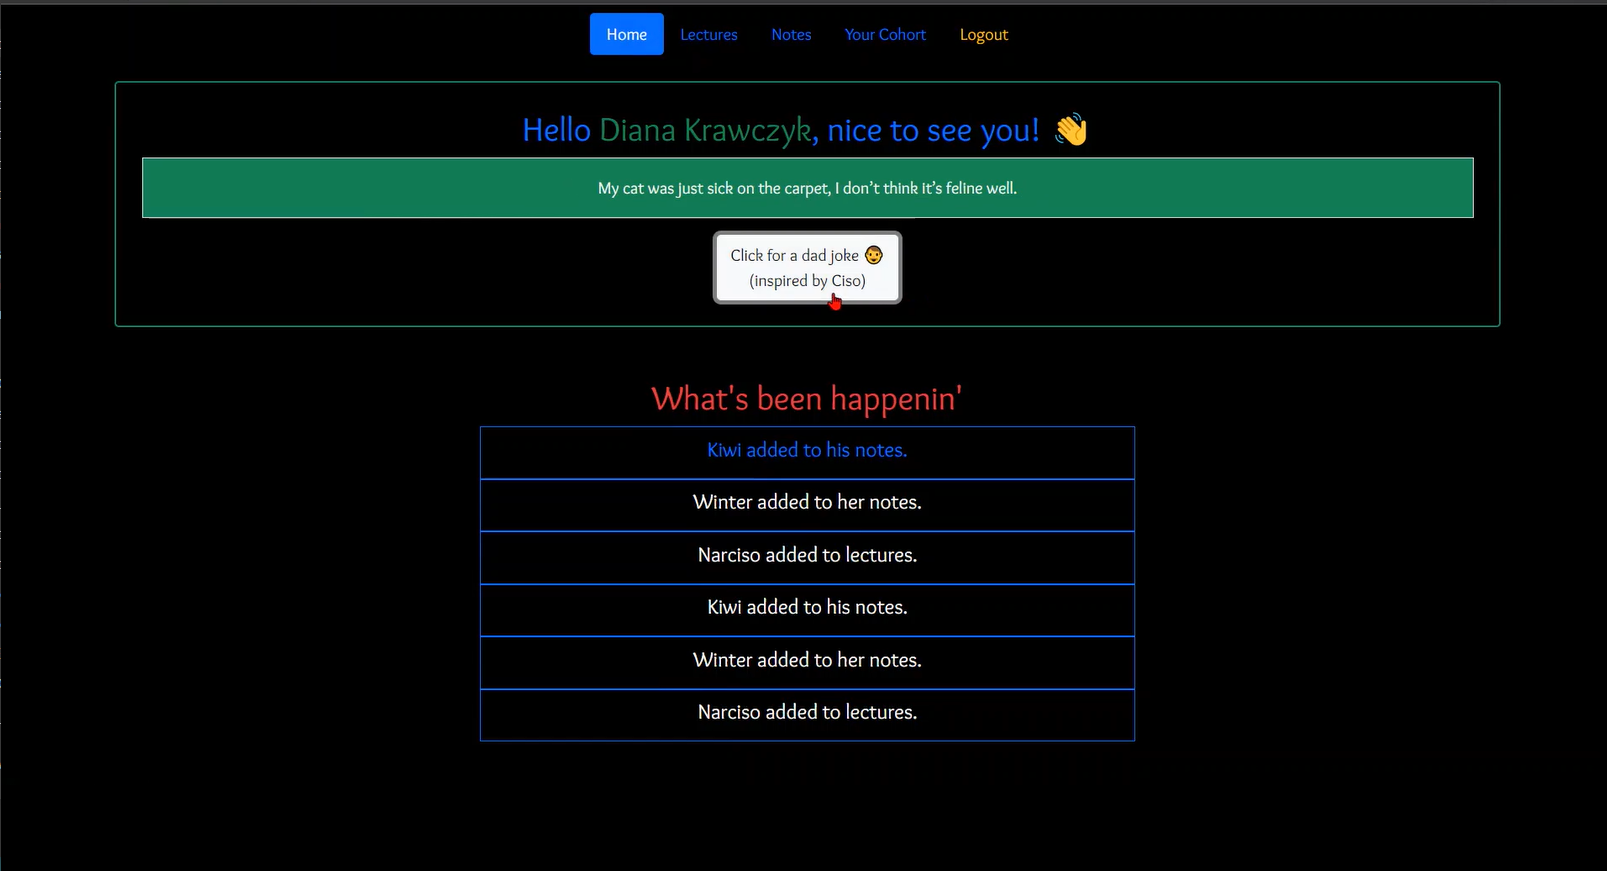 Home Lectures Notes Your Cohort Logout
Hello Diana Krawczyk, nice to see you! 👋
My cat was just sick on the carpet, I don’t think it’s feline well.
Click for a dad joke 👨
(inspired by Ciso)
What's been happenin'
Kiwi added to his notes.
Winter added to her notes.
Narciso added to lectures.
Kiwi added to his notes.
Winter added to her notes.
Narciso added to lectures.